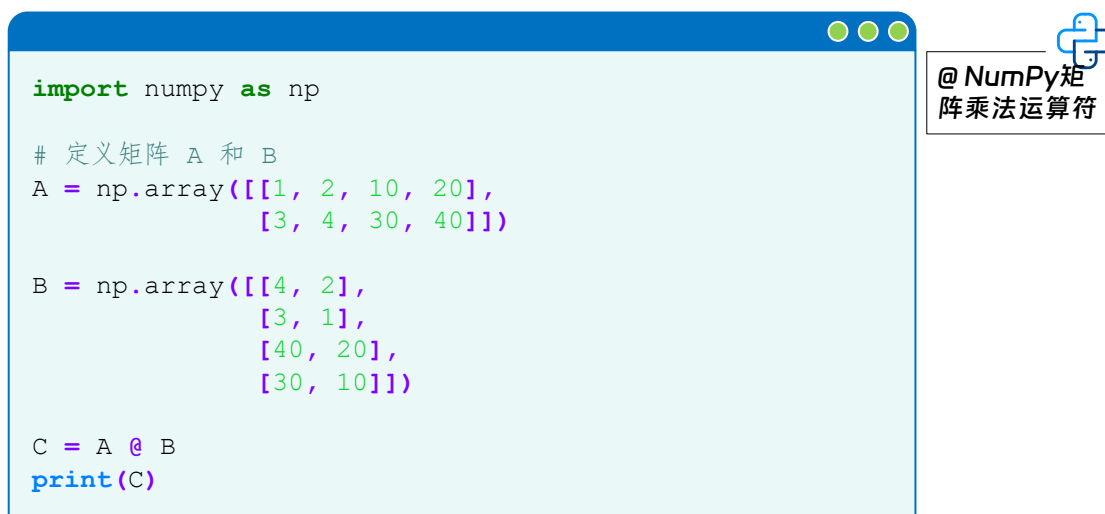 import numpy as np
# 定义矩阵 A 和 B
A = np.array([[1, 2, 10, 20],
[3, 4, 30, 40]])
B = np.array([[4, 2],
[3, 1],
[40, 20],
[30, 10]])
C = A @ B
print(C)
@ NumPy矩
阵乘法运算符